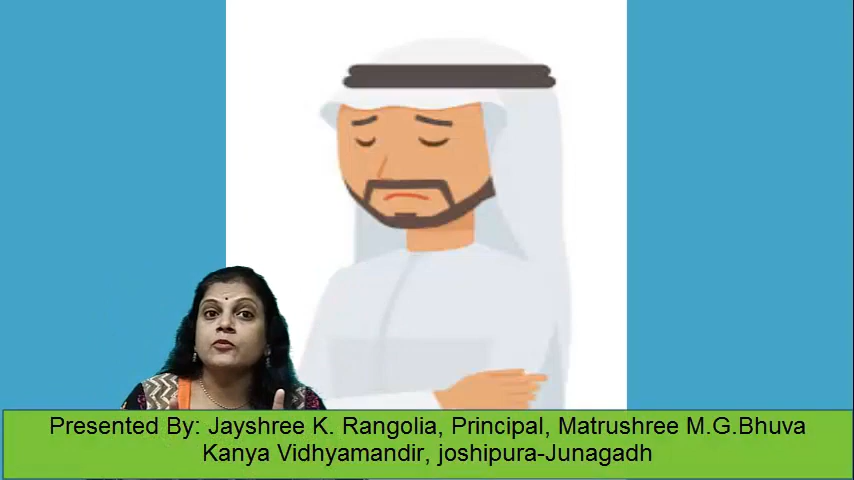 Presented By: Jayshree K. Rangolia, Principal, Matrushree M.G.Bhuva
Kanya Vidhyamandir, joshipura-Junagadh